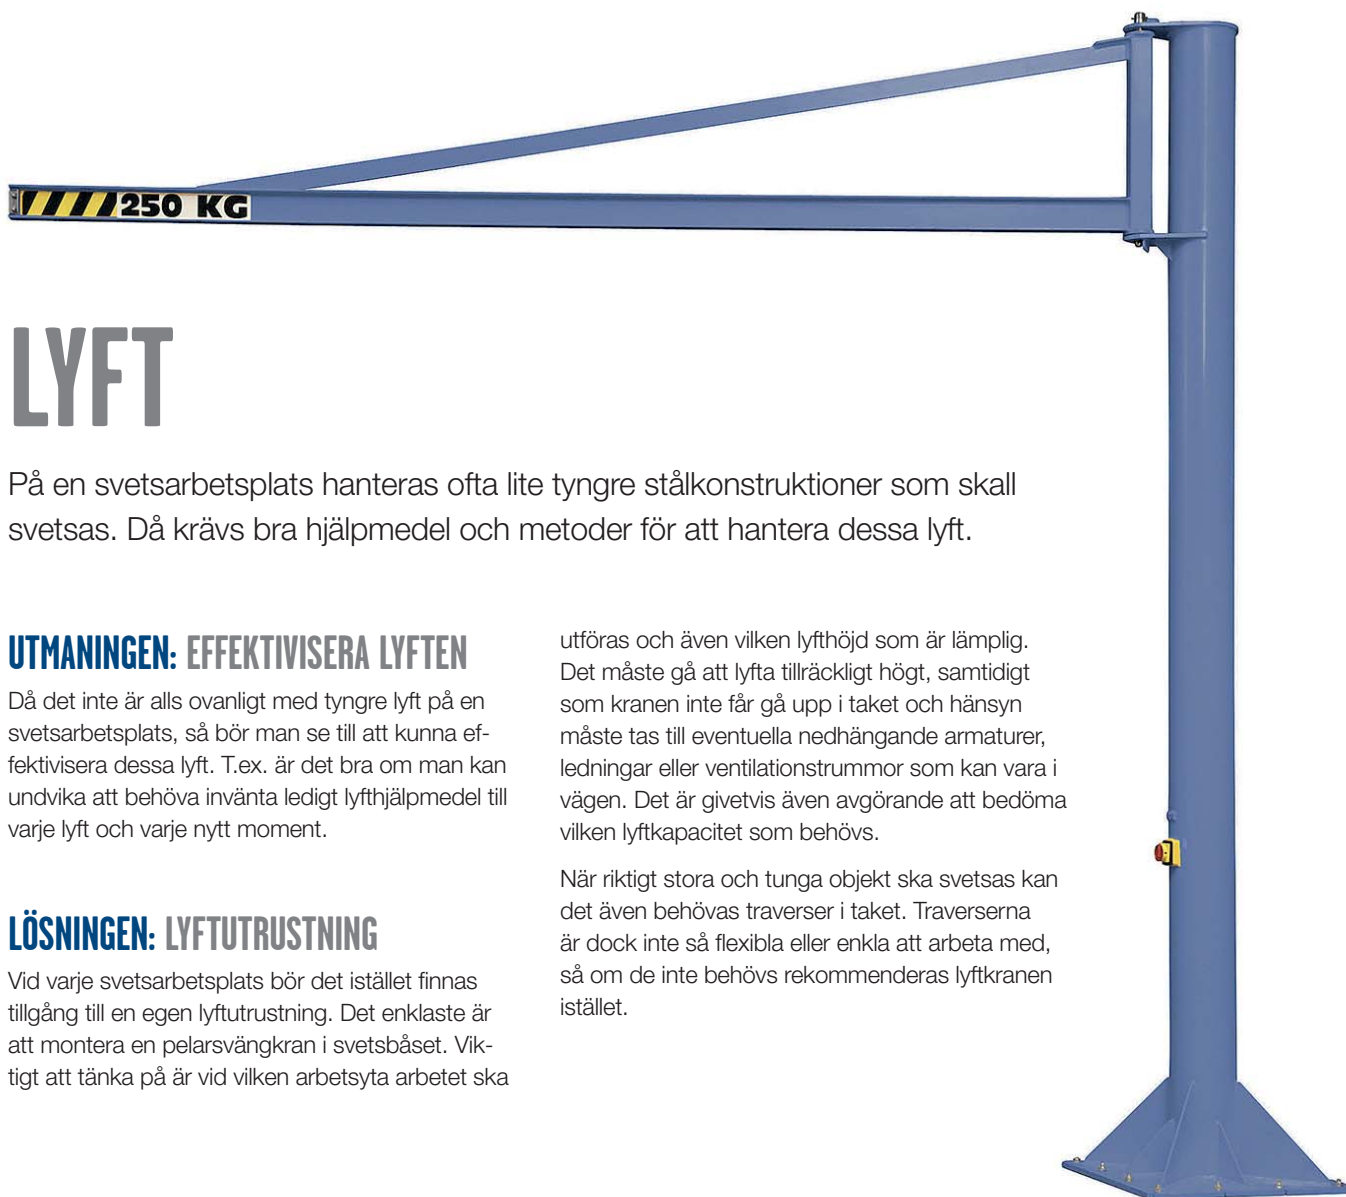 250 KG
LYFT
På en svetsarbetsplats hanteras ofta lite tyngre stålkonstruktioner som skall
svetsas. Då krävs bra hjälpmedel och metoder för att hantera dessa lyft.
UTMANINGEN: EFFEKTIVISERA LYFTEN
Då det inte är alls ovanligt med tyngre lyft på en
svetsarbetsplats, så bör man se till att kunna ef-
fektivisera dessa lyft. T.ex. är det bra om man kan
undvika att behöva invänta ledigt lyfthjälpmedel till
varje lyft och varje nytt moment.
LÖSNINGEN: LYFTUTRUSTNING
Vid varje svetsarbetsplats bör det istället finnas
tillgång till en egen lyftutrustning. Det enklaste är
att montera en pelarsvängkran i svetsbåset. Vik-
tigt att tänka på är vid vilken arbetsyta arbetet ska
utföras och även vilken lyfthöjd som är lämplig.
Det måste gå att lyfta tillräckligt högt, samtidigt
som kranen inte får gå upp i taket och hänsyn
måste tas till eventuella nedhängande armaturer,
ledningar eller ventilationstrummor som kan vara i
vägen. Det är givetvis även avgörande att bedöma
vilken lyftkapacitet som behövs.
När riktigt stora och tunga objekt ska svetsas kan
det även behövas traverser i taket. Traverserna
är dock inte så flexibla eller enkla att arbeta med,
så om de inte behövs rekommenderas lyftkranen
istället.